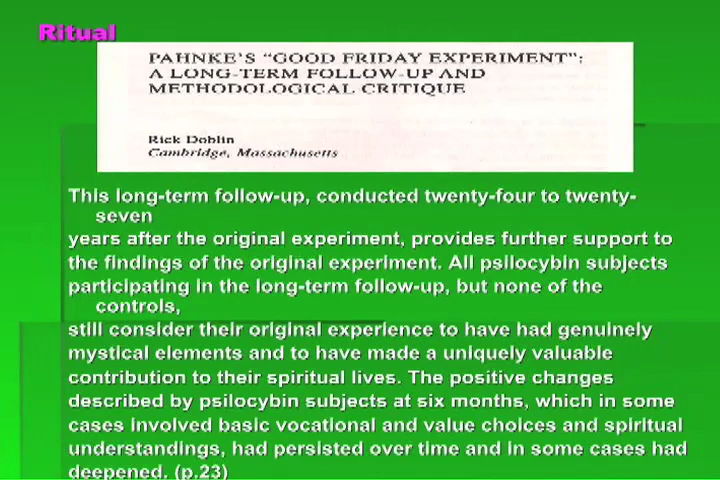 Ritual
PAHNKE'S "GOOD FRIDAY EXPERIMENT":
A LONG-TERM FOLLOW-UP AND
METHODOLOGICAL CRITIQUE
Rick Doblin
Cambridge, Massachusetts
This long-term follow-up, conducted twenty-four to twenty-
seven
years after the original experiment, provides further support to
the findings of the original experiment. All psilocybin subjects
participating in the long-term follow-up, but none of the
controls,
still consider their original experience to have had genuinely
mystical elements and to have made a uniquely valuable
contribution to their spiritual lives. The positive changes
described by psilocybin subjects at six months, which in some
cases involved basic vocational and value choices and spiritual
understandings, had persisted over time and in some cases had
deepened. (p.23)